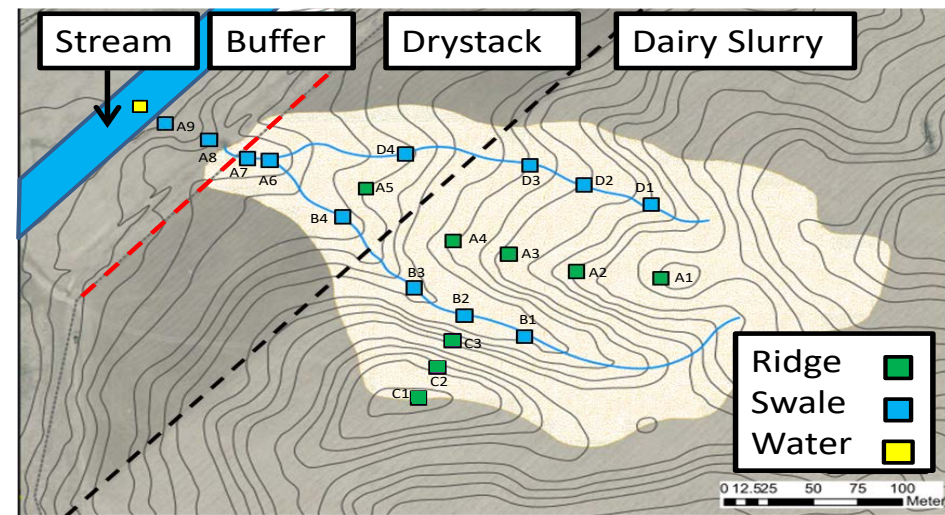 Stream
Buffer
Drystack
Dairy Slurry
A9
A8
A7
A6
D4
D3
D2
D1
A5
B4
A4
A3
A2
A1
B3
B2
B1
C3
C2
C1
Ridge
Swale
Water
0 12.525 50 75 100
Meter